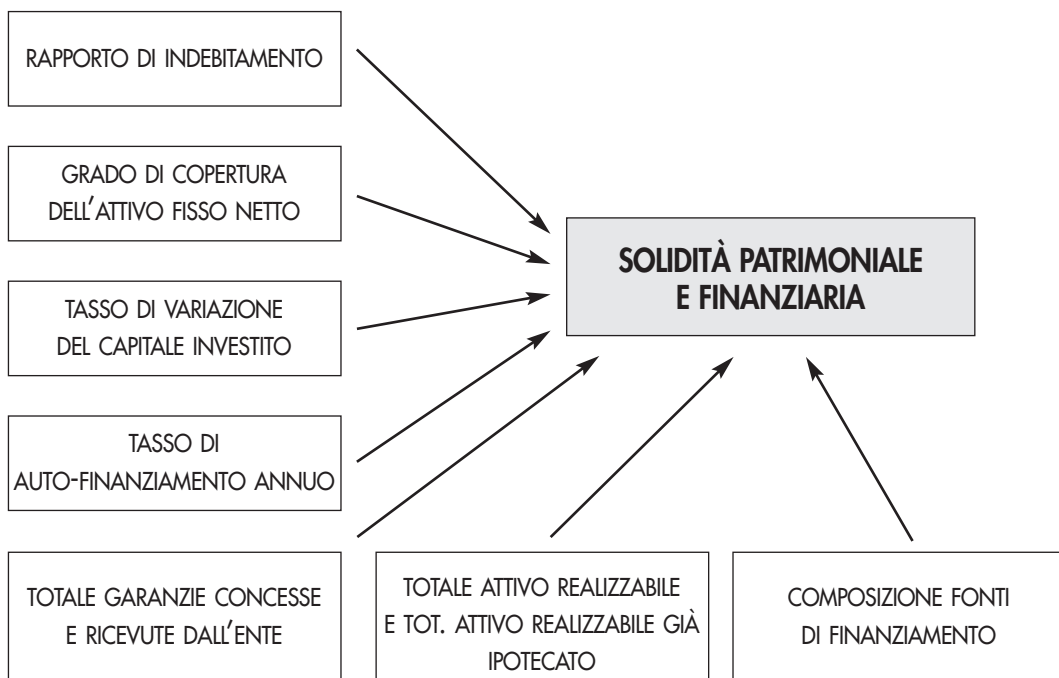 RAPPORTO DI INDEBITAMENTO
GRADO DI COPERTURA
DELL'ATTIVO FISSO NETTO
SOLIDITÀ PATRIMONIALE
E FINANZIARIA
TASSO DI VARIAZIONE
DEL CAPITALE INVESTITO
TASSO DI
AUTO-FINANZIAMENTO ANNUO
TOTALE GARANZIE CONCESSE
E RICEVUTE DALL'ENTE
TOTALE ATTIVO REALIZZABILE
E TOT. ATTIVO REALIZZABILE GIÀ
IPOTECATO
COMPOSIZIONE FONTI
DI FINANZIAMENTO